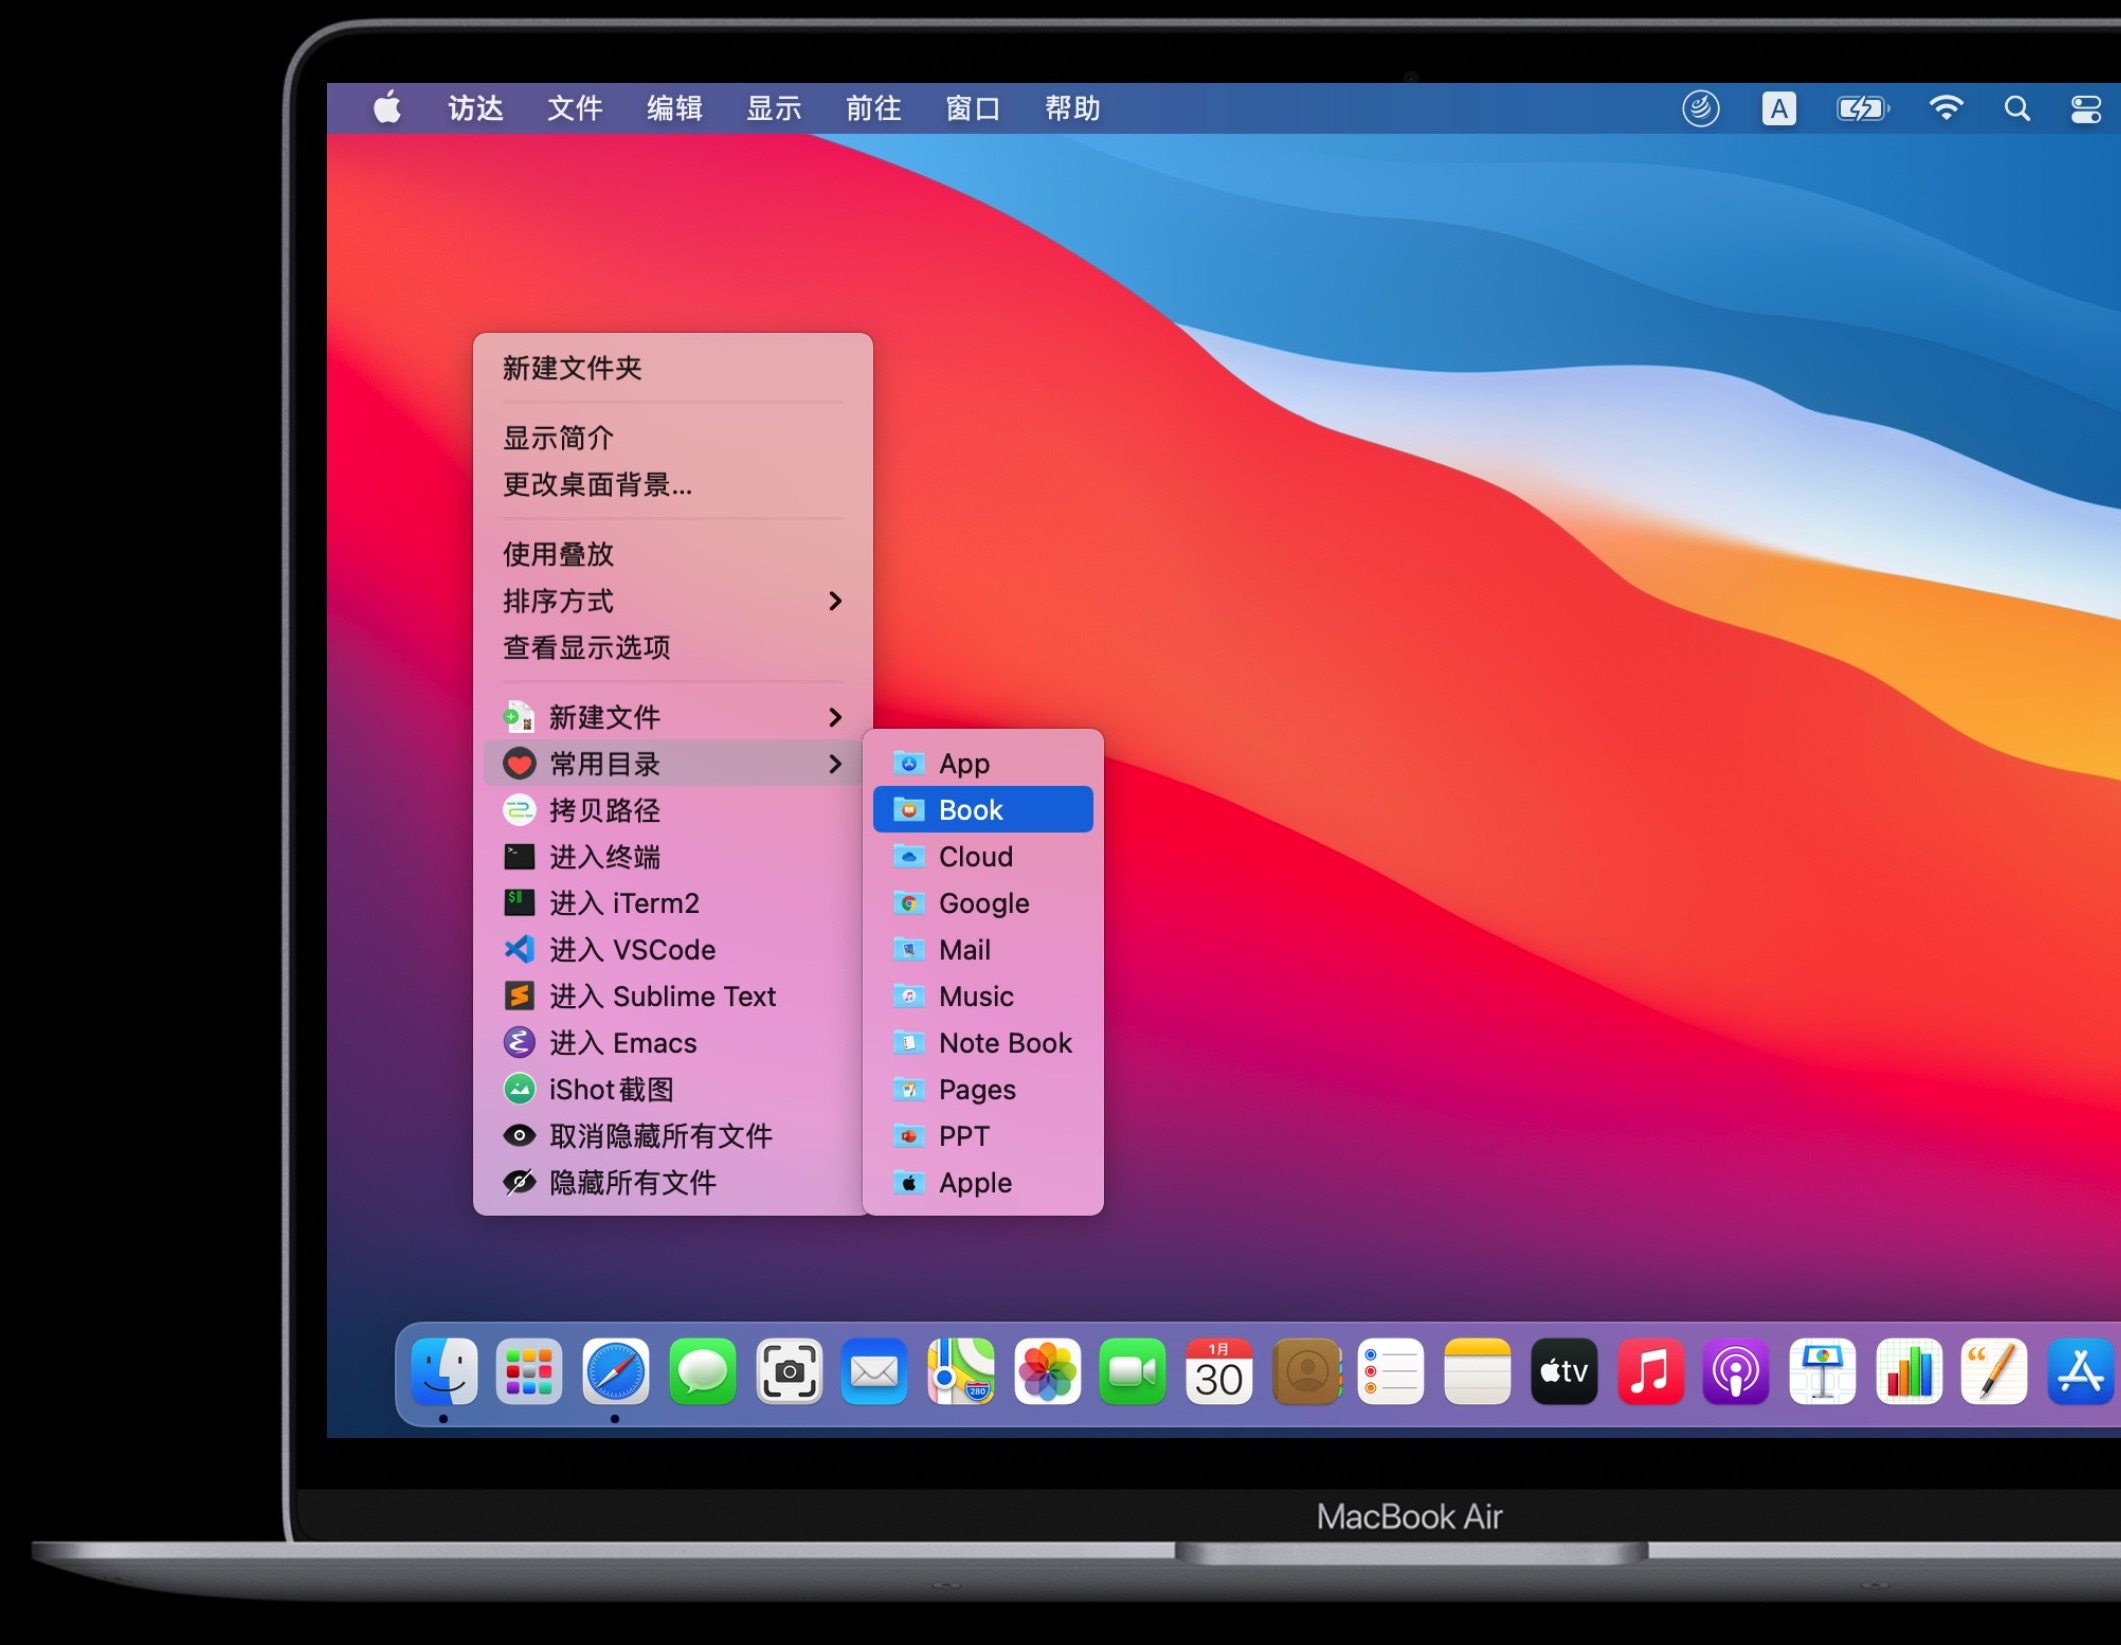 访达 文件 编辑 显示 前往 窗口 帮助
A
新建文件夹
显示简介
更改桌面背景...
使用叠放
排序方式
查看显示选项
新建文件
常用目录
拷贝路径
进入终端
进入 iTerm2
进入 VSCode
进入 Sublime Text
进入 Emacs
iShot截图
取消隐藏所有文件
隐藏所有文件
App
Book
Cloud
Google
Mail
Music
Note Book
Pages
PPT
Apple
280
1月
30
tv
MacBook Air